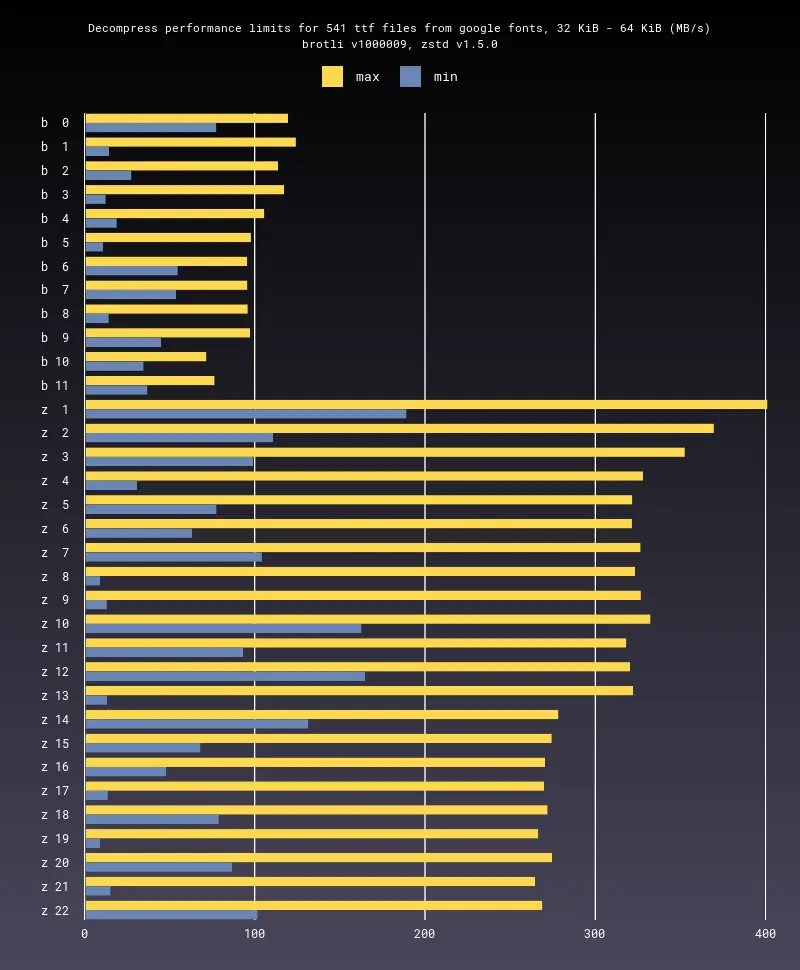 Decompress performance limits for 541 ttf files from google fonts, 32 KiB - 64 KiB (MB/s)
brotli v1000009, zstd v1.5.0
max min
b 0
b 1
b 2
b 3
b 4
b 5
b 6
b 7
b 8
b 9
b 10
b 11
z 1
z 2
z 3
z 4
z 5
z 6
z 7
z 8
z 9
z 10
z 11
z 12
z 13
z 14
z 15
z 16
z 17
z 18
z 19
z 20
z 21
z 22
0 100 200 300 400